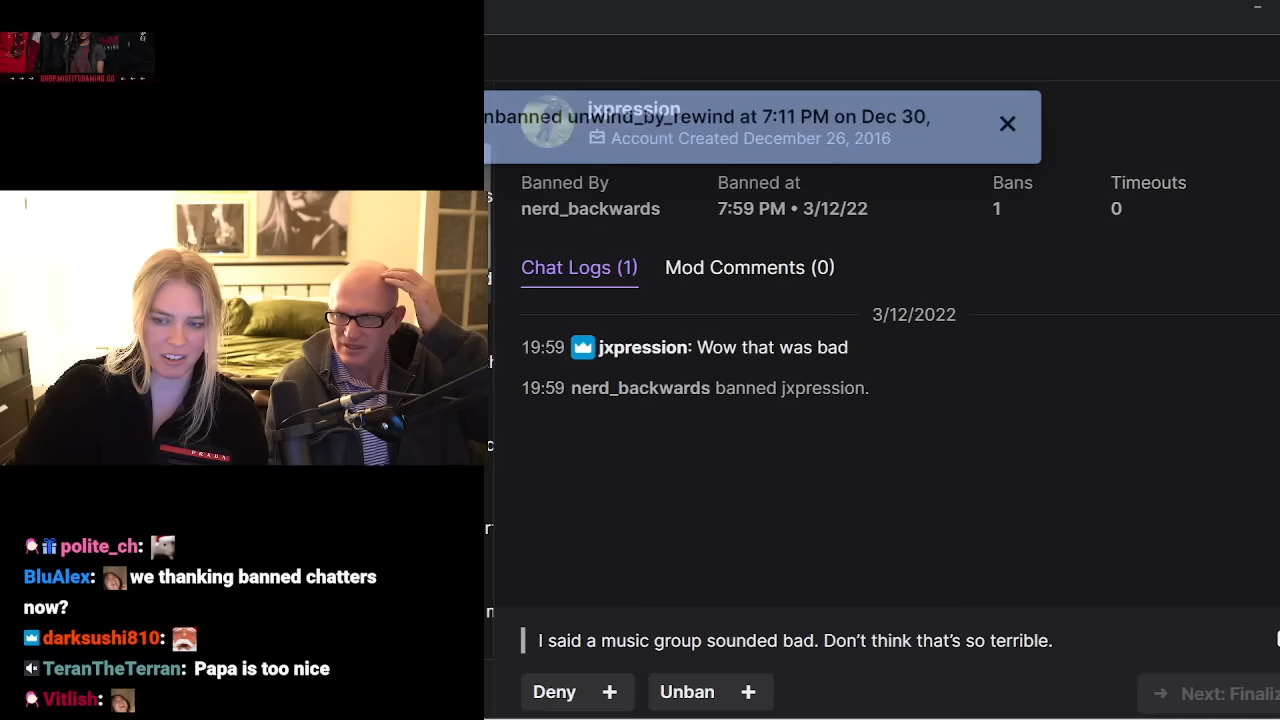 SHOP.MISFITSGAMING.GG
nbanned unwind_by_rewind at 7:11 PM on Dec 30,
jxpression
Account Created December 26, 2016
Banned By
nerd_backwards
Banned at
7:59 PM • 3/12/22
Bans
1
Timeouts
0
Chat Logs (1)
Mod Comments (0)
3/12/2022
19:59 jxpression: Wow that was bad
19:59 nerd_backwards banned jxpression.
I said a music group sounded bad. Don't think that's so terrible.
Deny +
Unban +
→ Next: Finaliz
PRADA
polite_ch:
BluAlex: we thanking banned chatters
now?
darksushi810:
TeranTheTerran: Papa is too nice
Vitlish: